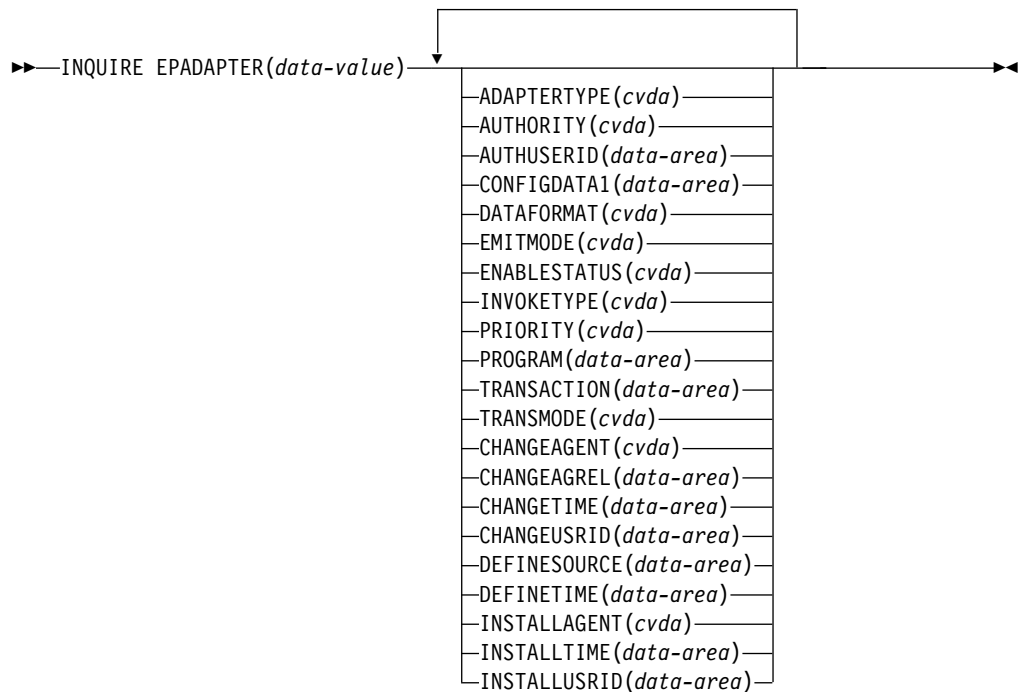 INQUIRE EPADAPTER(data-value)
ADAPTERTYPE(cvda)
AUTHORITY(cvda)
AUTHUSERID(data-area)
CONFIGDATA1(data-area)
DATAFORMAT(cvda)
EMITMODE(cvda)
ENABLESTATUS(cvda)
INVOKETYPE(cvda)
PRIORITY(cvda)
PROGRAM(data-area)
TRANSACTION(data-area)
TRANSMODE(cvda)
CHANGEAGENT(cvda)
CHANGEAGREL(data-area)
CHANGETIME(data-area)
CHANGEUSRID(data-area)
DEFINESOURCE(data-area)
DEFINETIME(data-area)
INSTALLAGENT(cvda)
INSTALLTIME(data-area)
INSTALLUSRID(data-area)